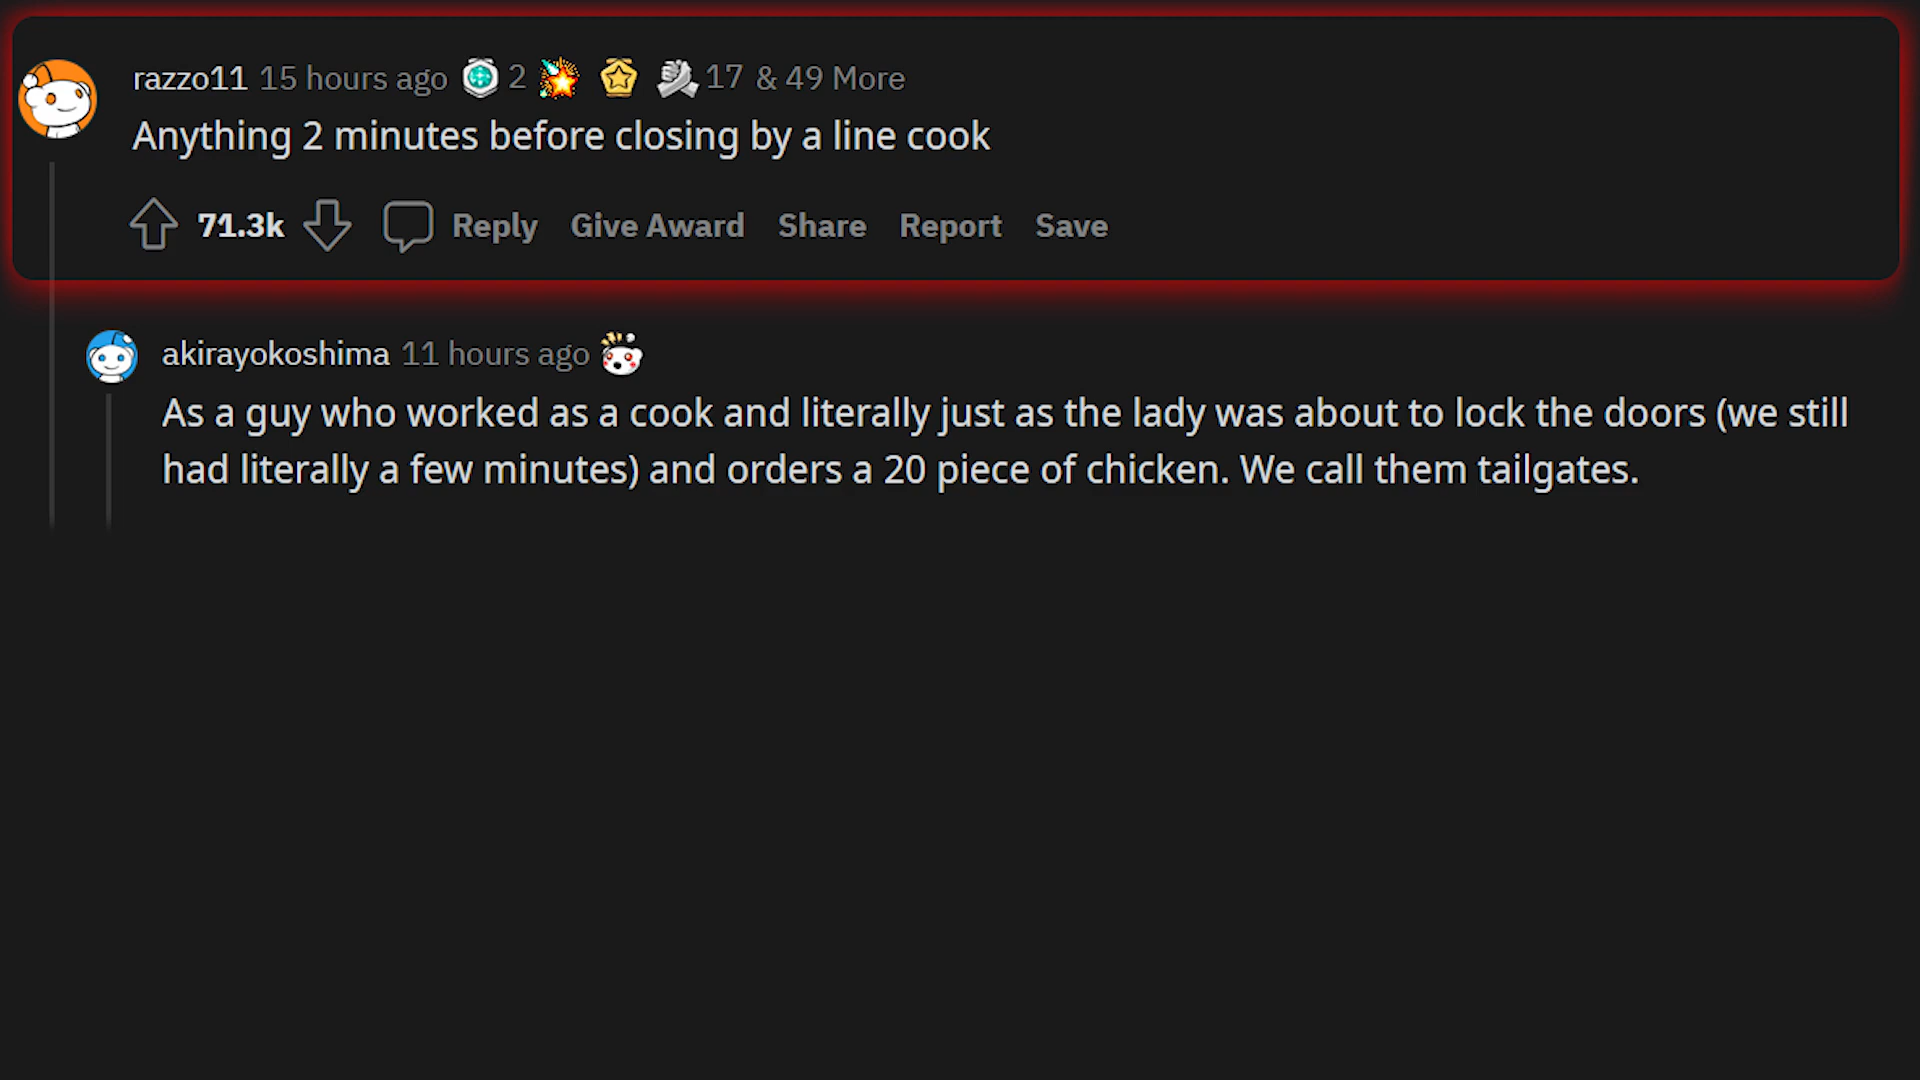 razzo11 15 hours ago 2 17 & 49 More
Anything 2 minutes before closing by a line cook
71.3k Reply Give Award Share Report Save
akirayokoshima 11 hours ago
As a guy who worked as a cook and literally just as the lady was about to lock the doors (we still
had literally a few minutes) and orders a 20 piece of chicken. We call them tailgates.